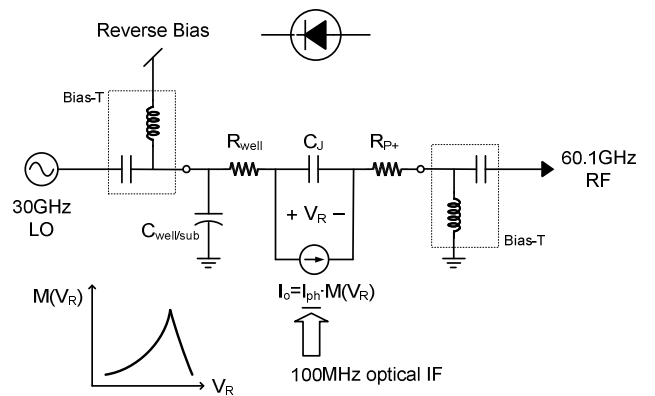 Reverse Bias
Bias-T
R_well
C_J
R_P+
60.1GHz
RF
30GHz
LO
C_well/sub
+ V_R −
Bias-T
I_o=I_ph·M(V_R)
M(V_R)
V_R
100MHz optical IF